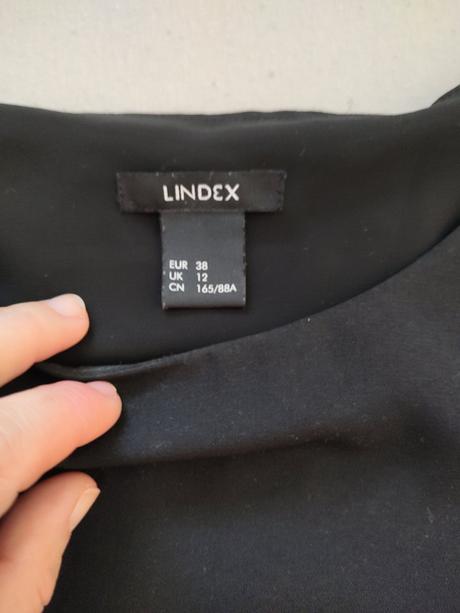 LINDEX
EUR 38
UK 12
CN 165/88A